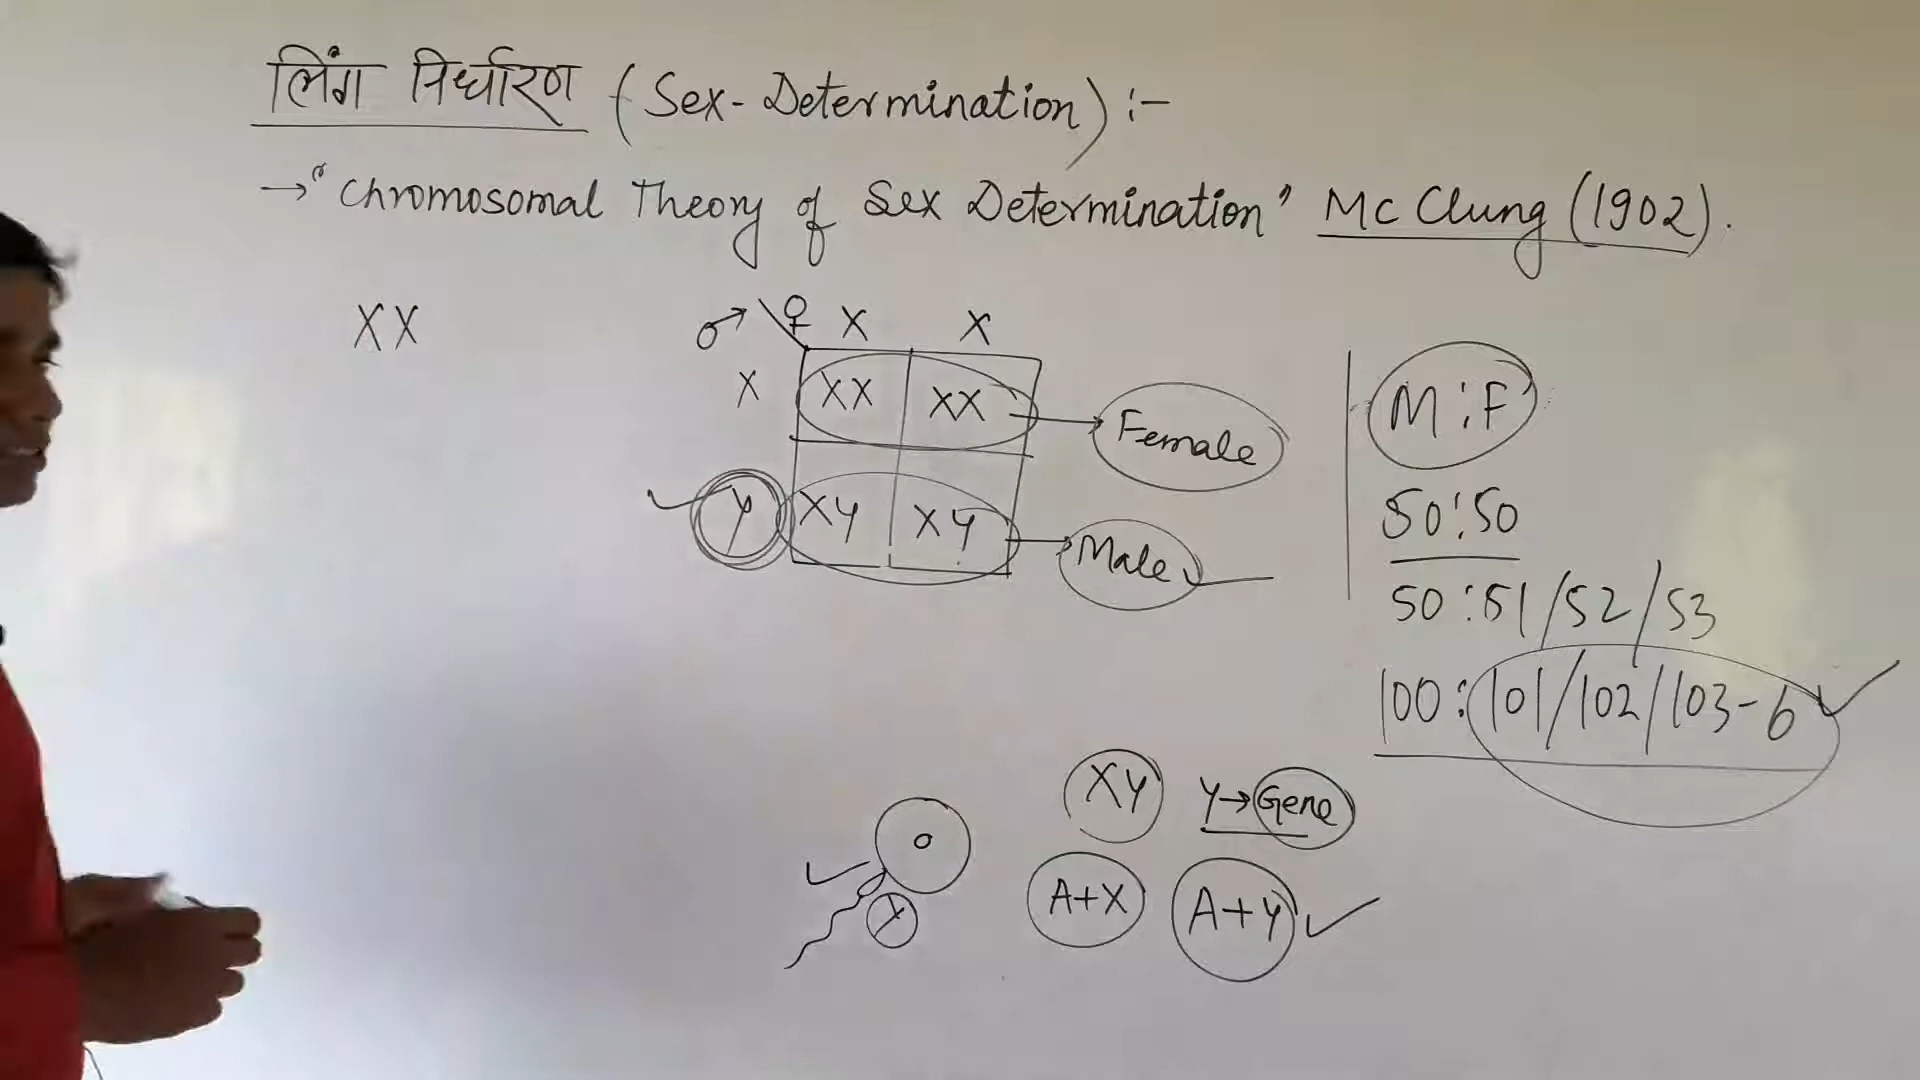 लिंग निर्धारण (Sex-Determination):-
→ "Chromosomal Theory of Sex Determination" Mc Clung (1902).
XX
♂ ♀ X X
X XX XX → Female
Y XY XY → Male
M:F
50:50
50:51/52/53
100:101/102/103-6
XY Y→Gene
A+X A+Y
Y